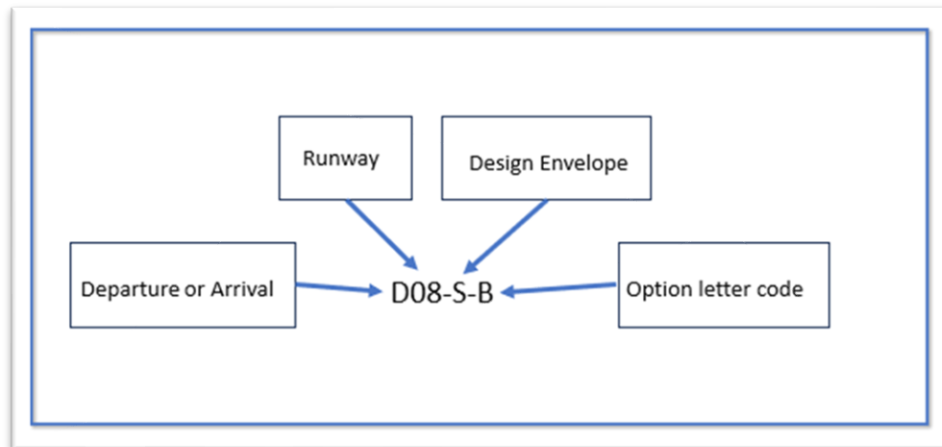 Runway
Design Envelope
Departure or Arrival
D08-S-B
Option letter code